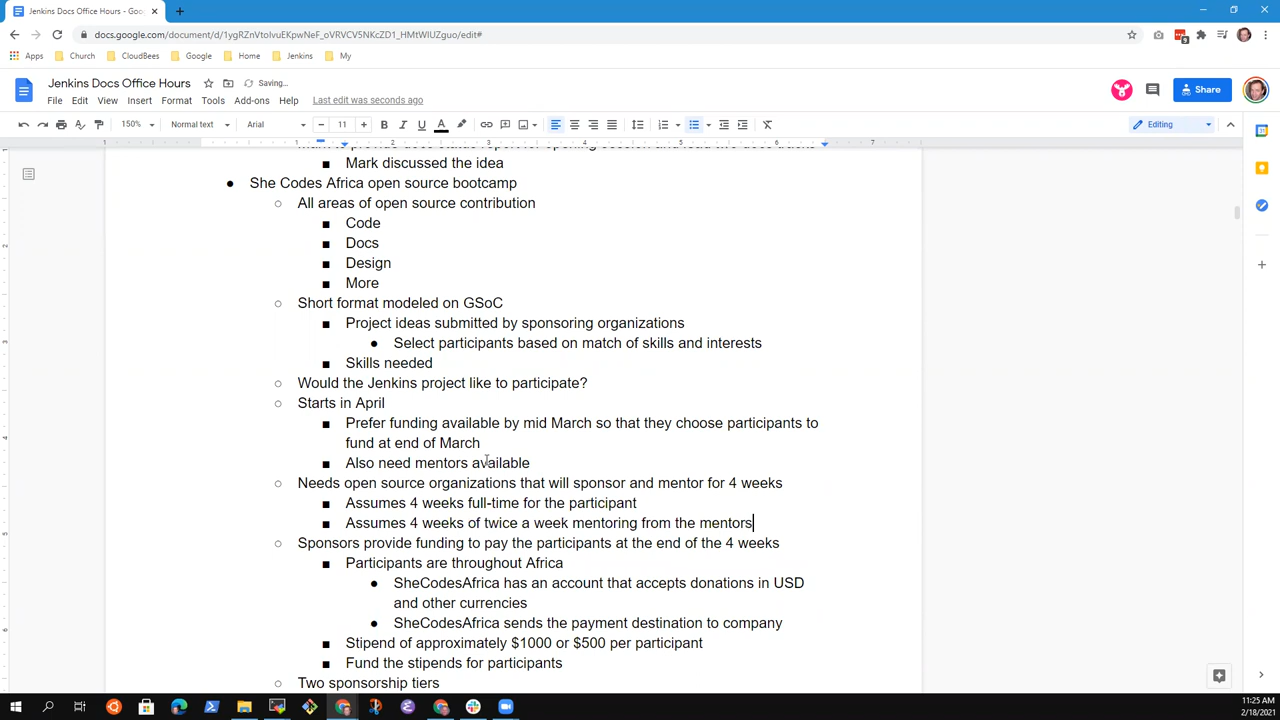 Jenkins Docs Office Hours - Goo
docs.google.com/document/d/1ygRZnVtoIvuEKpwNeF_oVRVCV5NKcZD1_HMtWIUZguo/edit#
Apps Church CloudBees Google Home Jenkins My
Jenkins Docs Office Hours Saving...
File Edit View Insert Format Tools Add-ons Help Last edit was seconds ago
Share
150% Normal text Arial 11 Editing
1 1 2 3 4 5 6 7
Mark discussed the idea
She Codes Africa open source bootcamp
All areas of open source contribution
Code
Docs
Design
More
Short format modeled on GSoC
Project ideas submitted by sponsoring organizations
Select participants based on match of skills and interests
Skills needed
Would the Jenkins project like to participate?
Starts in April
Prefer funding available by mid March so that they choose participants to
fund at end of March
Also need mentors available
Needs open source organizations that will sponsor and mentor for 4 weeks
Assumes 4 weeks full-time for the participant
Assumes 4 weeks of twice a week mentoring from the mentors
Sponsors provide funding to pay the participants at the end of the 4 weeks
Participants are throughout Africa
SheCodesAfrica has an account that accepts donations in USD
and other currencies
SheCodesAfrica sends the payment destination to company
Stipend of approximately $1000 or $500 per participant
Fund the stipends for participants
Two sponsorship tiers
11:25 AM
2/18/2021